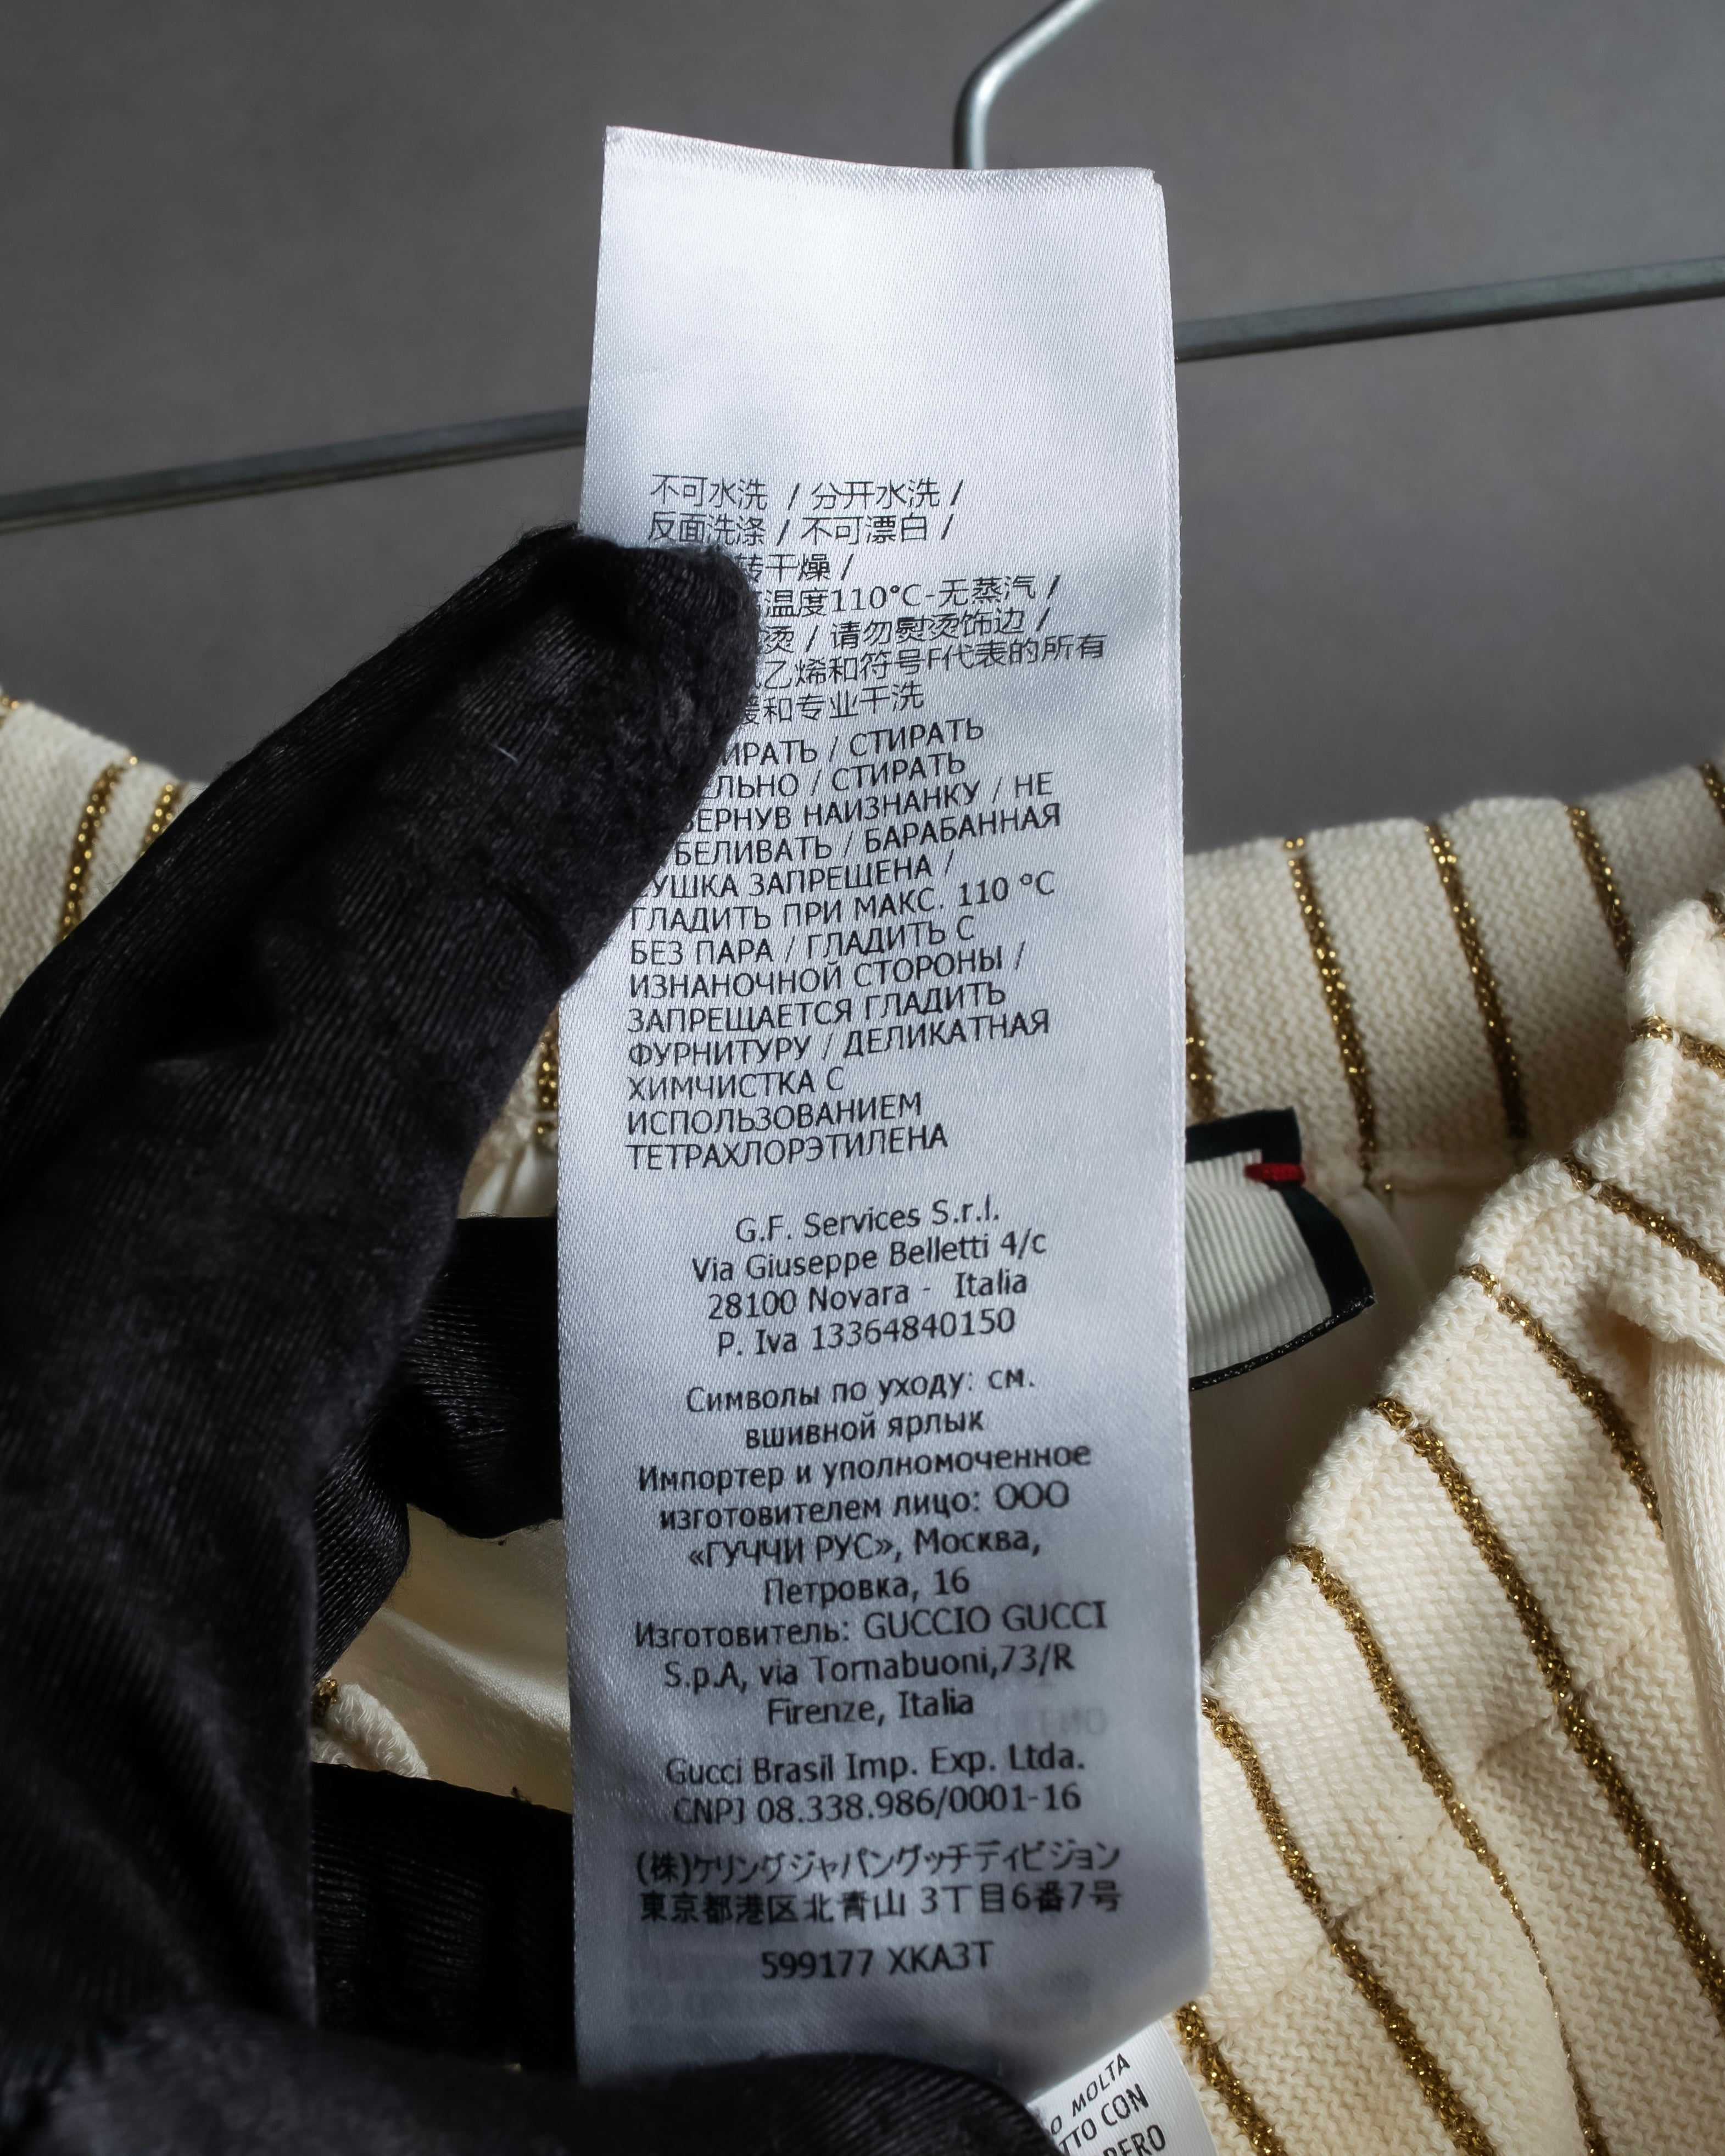 不可水洗 / 分开水洗 /
反面洗涤 / 不可漂白 /
干燥 /
温度110°C-无蒸汽 /
烫 / 请勿熨烫饰边 /
乙烯和符号F代表的所有
和专业干洗
/ СТИРАТЬ
/ СТИРАТЬ
НАИЗНАНКУ / НЕ
/ БАРАБАННАЯ
ЗАПРЕЩЕНА /
ГЛАДИТЬ ПРИ МАКС. 110 °C
БЕЗ ПАРА / ГЛАДИТЬ С
ИЗНАНОЧНОЙ СТОРОНЫ /
ЗАПРЕЩАЕТСЯ ГЛАДИТЬ
ФУРНИТУРУ / ДЕЛИКАТНАЯ
ХИМЧИСТКА С
ИСПОЛЬЗОВАНИЕМ
ТЕТРАХЛОРЭТИЛЕНА
G.F. Services S.r.l.
Via Giuseppe Belletti 4/c
28100 Novara - Italia
P. Iva 13364840150
Символы по уходу: см.
вшивной ярлык
Импортер и уполномоченное
изготовителем лицо: ООО
«ГУЧЧИ РУС», Москва,
Петровка, 16
Изготовитель: GUCCIO GUCCI
S.p.A, via Tornabuoni,73/R
Firenze, Italia
Gucci Brasil Imp. Exp. Ltda.
CNPJ 08.338.986/0001-16
(株)ケリングジャパングッチディビジョン
東京都港区北青山 3丁目6番7号
599177 XKA3T
MOLTA
CON